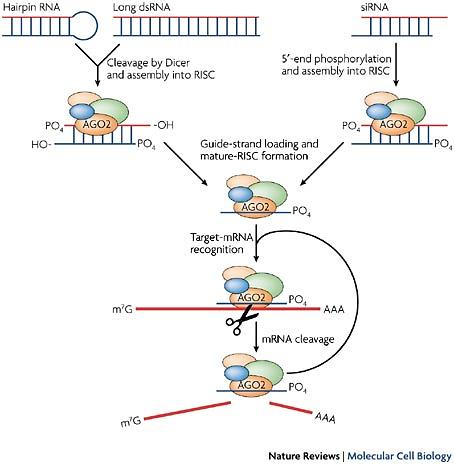 Hairpin RNA
Long dsRNA
siRNA
Cleavage by Dicer
and assembly into RISC
5′-end phosphorylation
and assembly into RISC
PO4
AGO2
-OH
HO-
PO4
PO4
AGO2
PO4
Guide-strand loading and
mature-RISC formation
AGO2
PO4
Target-mRNA
recognition
AGO2
PO4
m7G
AAA
mRNA cleavage
AGO2
PO4
m7G
AAA
Nature Reviews | Molecular Cell Biology